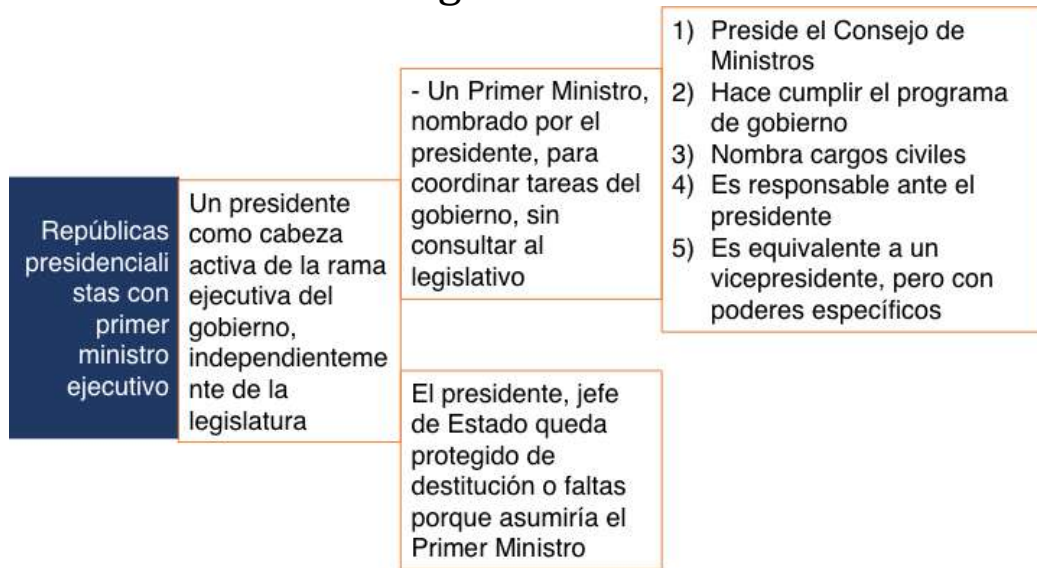 Repúblicas
presidenciali
stas con
primer
ministro
ejecutivo
Un presidente
como cabeza
activa de la rama
ejecutiva del
gobierno,
independienteme
nte de la
legislatura
- Un Primer Ministro,
nombrado por el
presidente, para
coordinar tareas del
gobierno, sin
consultar al
legislativo
1) Preside el Consejo de
Ministros
2) Hace cumplir el programa
de gobierno
3) Nombra cargos civiles
4) Es responsable ante el
presidente
5) Es equivalente a un
vicepresidente, pero con
poderes específicos
El presidente, jefe
de Estado queda
protegido de
destitución o faltas
porque asumiría el
Primer Ministro